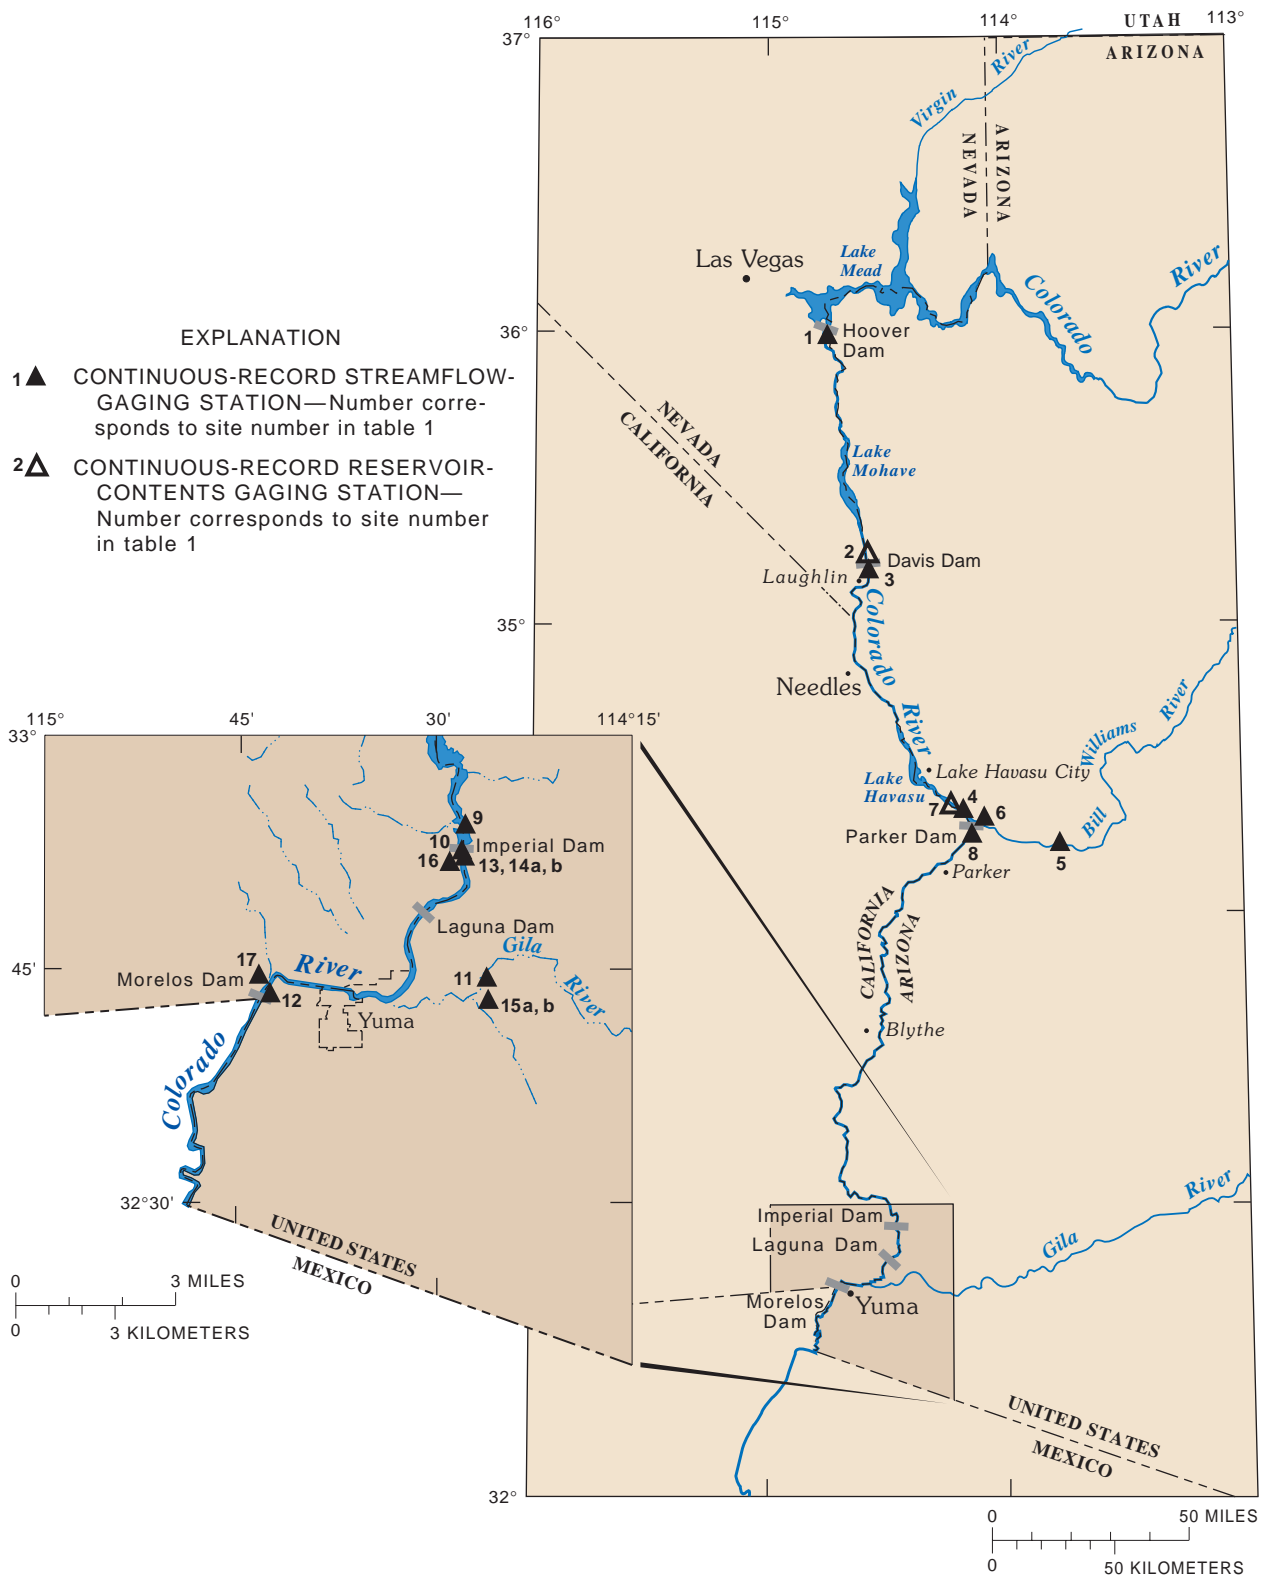 116°
115°
114°
113°
UTAH
ARIZONA
37°
Virgin
River
ARIZONA
NEVADA
Las Vegas
Lake
Mead
Colorado
River
36°
1
Hoover
Dam
EXPLANATION
1 CONTINUOUS-RECORD STREAMFLOW-
GAGING STATION—Number corre-
sponds to site number in table 1
2 CONTINUOUS-RECORD RESERVOIR-
CONTENTS GAGING STATION—
Number corresponds to site number
in table 1
NEVADA
CALIFORNIA
Lake
Mohave
2
Davis Dam
Laughlin
3
35°
Colorado
River
Needles
Lake Havasu City
Lake
Havasu
7
4
6
Williams
River
Bill
Parker Dam
8
5
Parker
CALIFORNIA
ARIZONA
Blythe
Imperial Dam
Laguna Dam
Morelos
Dam
Yuma
Gila
River
UNITED STATES
MEXICO
32°
0
50 MILES
0
50 KILOMETERS
115°
45'
30'
114°15'
33°
9
10
Imperial Dam
16
13, 14a, b
Laguna Dam
Gila
River
45'
17
River
11
Morelos Dam
12
15a, b
Yuma
Colorado
32°30'
UNITED STATES
MEXICO
0
3 MILES
0
3 KILOMETERS